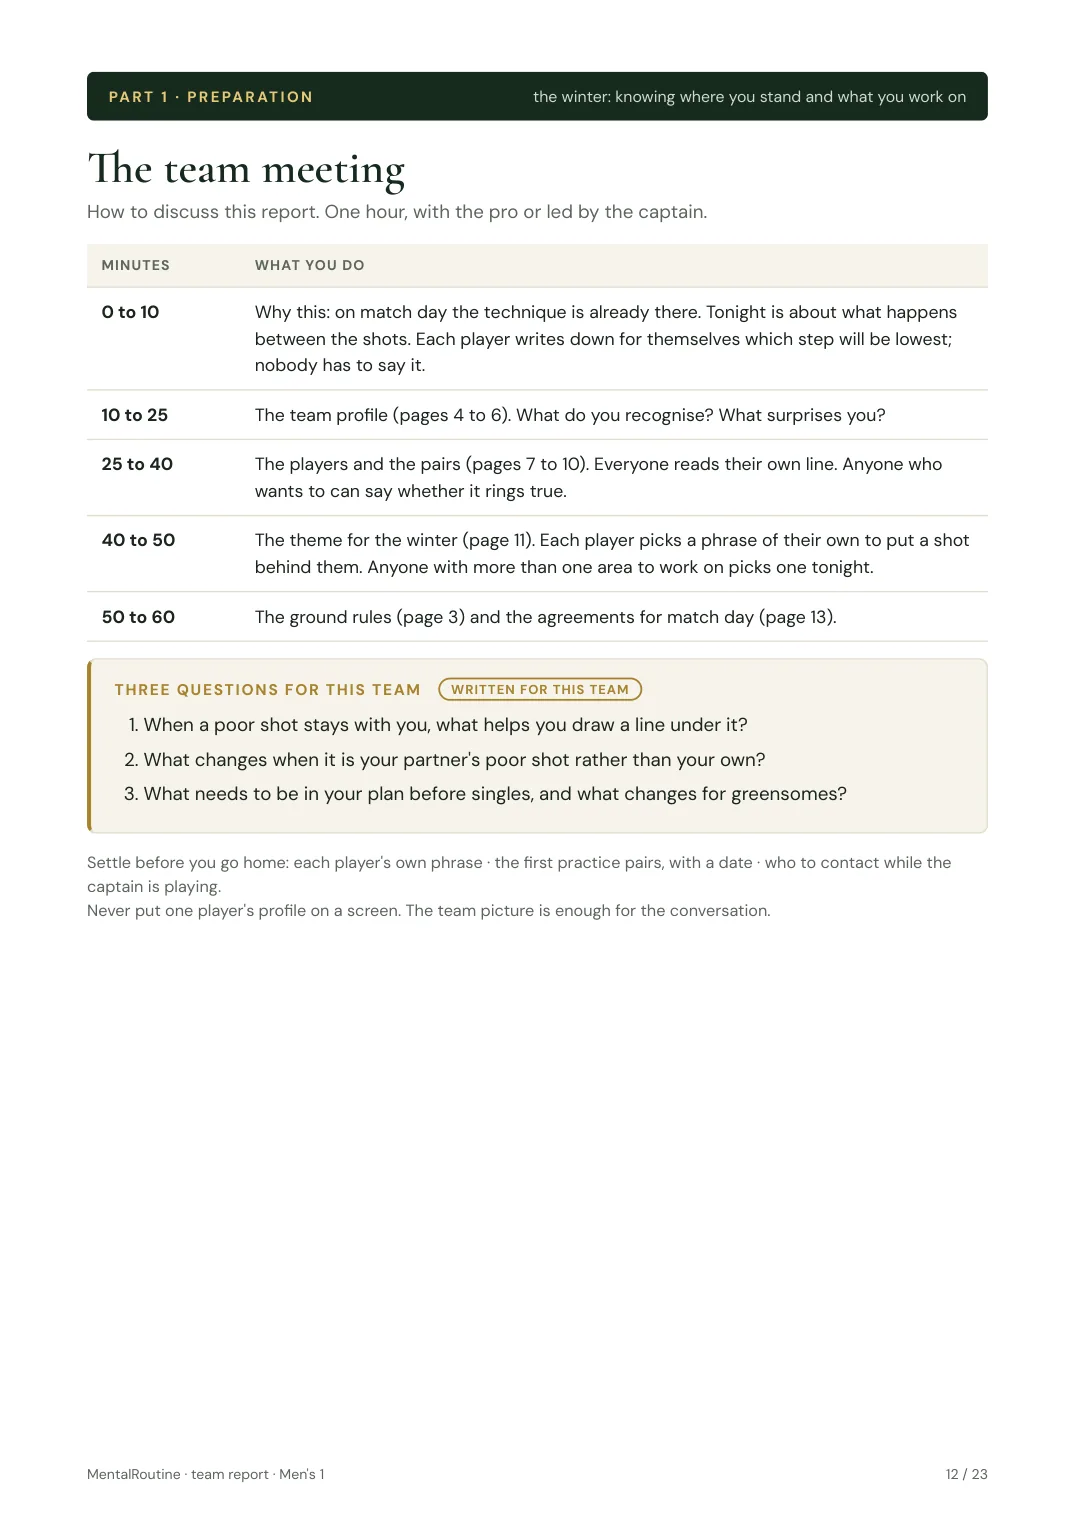 PART 1 · PREPARATION
the winter: knowing where you stand and what you work on
The team meeting
How to discuss this report. One hour, with the pro or led by the captain.
MINUTES
WHAT YOU DO
0 to 10
Why this: on match day the technique is already there. Tonight is about what happens
between the shots. Each player writes down for themselves which step will be lowest;
nobody has to say it.
10 to 25
The team profile (pages 4 to 6). What do you recognise? What surprises you?
25 to 40
The players and the pairs (pages 7 to 10). Everyone reads their own line. Anyone who
wants to can say whether it rings true.
40 to 50
The theme for the winter (page 11). Each player picks a phrase of their own to put a shot
behind them. Anyone with more than one area to work on picks one tonight.
50 to 60
The ground rules (page 3) and the agreements for match day (page 13).
THREE QUESTIONS FOR THIS TEAM
WRITTEN FOR THIS TEAM
1. When a poor shot stays with you, what helps you draw a line under it?
2. What changes when it is your partner's poor shot rather than your own?
3. What needs to be in your plan before singles, and what changes for greensomes?
Settle before you go home: each player's own phrase · the first practice pairs, with a date · who to contact while the
captain is playing.
Never put one player's profile on a screen. The team picture is enough for the conversation.
MentalRoutine · team report · Men's 1
12 / 23